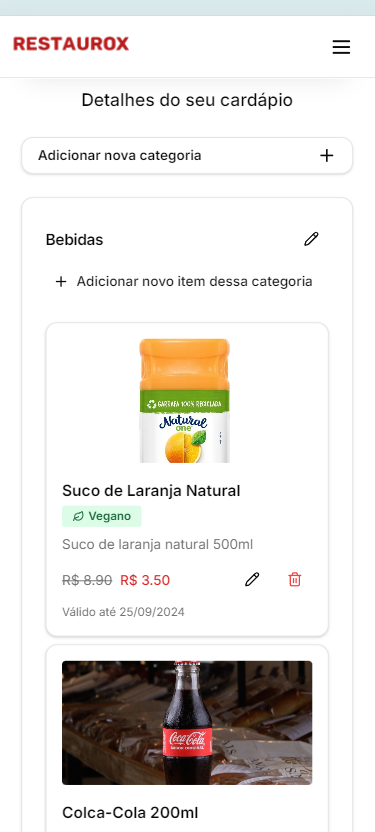 RESTAUROX
Detalhes do seu cardápio
Adicionar nova categoria
Bebidas
Adicionar novo item dessa categoria
GARRAFA 100% RECICLADA
Natural
one
Suco de Laranja Natural
Vegano
Suco de laranja natural 500ml
R$ 8.90 R$ 3.50
Válido até 25/09/2024
Coca-Cola
Colca-Cola 200ml